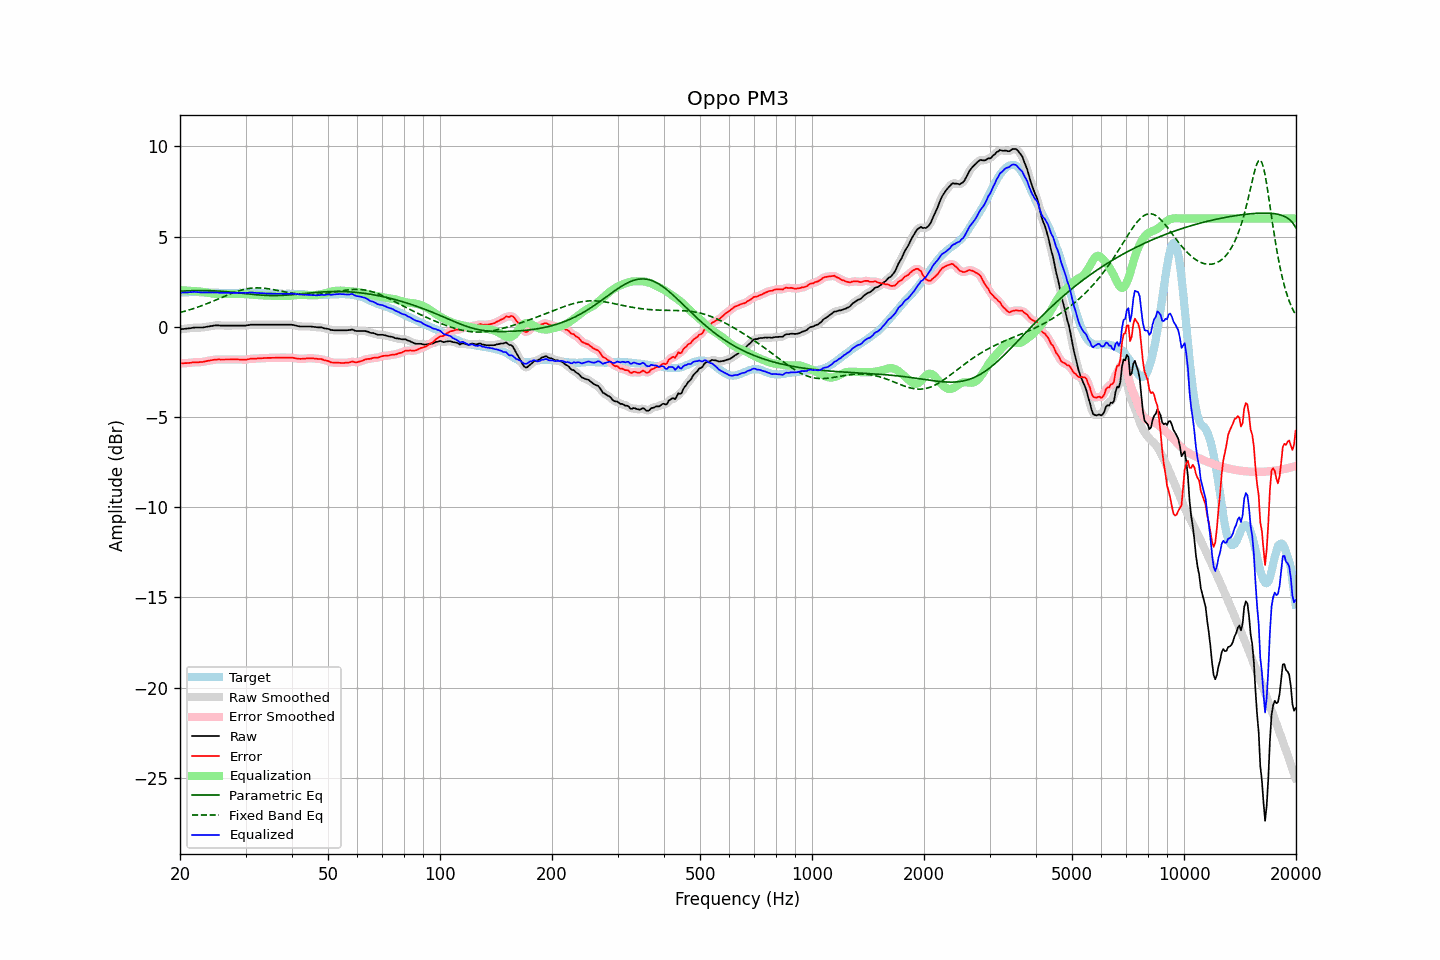 Oppo PM3
Amplitude (dBr)
10
5
0
−5
−10
−15
−20
−25
Target
Raw Smoothed
Error Smoothed
Raw
Error
Equalization
Parametric Eq
Fixed Band Eq
Equalized
20 50 100 200 500 1000 2000 5000 10000 20000
Frequency (Hz)